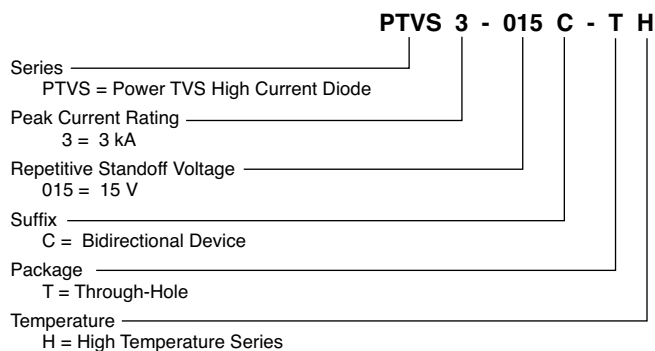 PTVS 3 - 015 C - T H
Series
PTVS = Power TVS High Current Diode
Peak Current Rating
3 = 3 kA
Repetitive Standoff Voltage
015 = 15 V
Suffix
C = Bidirectional Device
Package
T = Through-Hole
Temperature
H = High Temperature Series